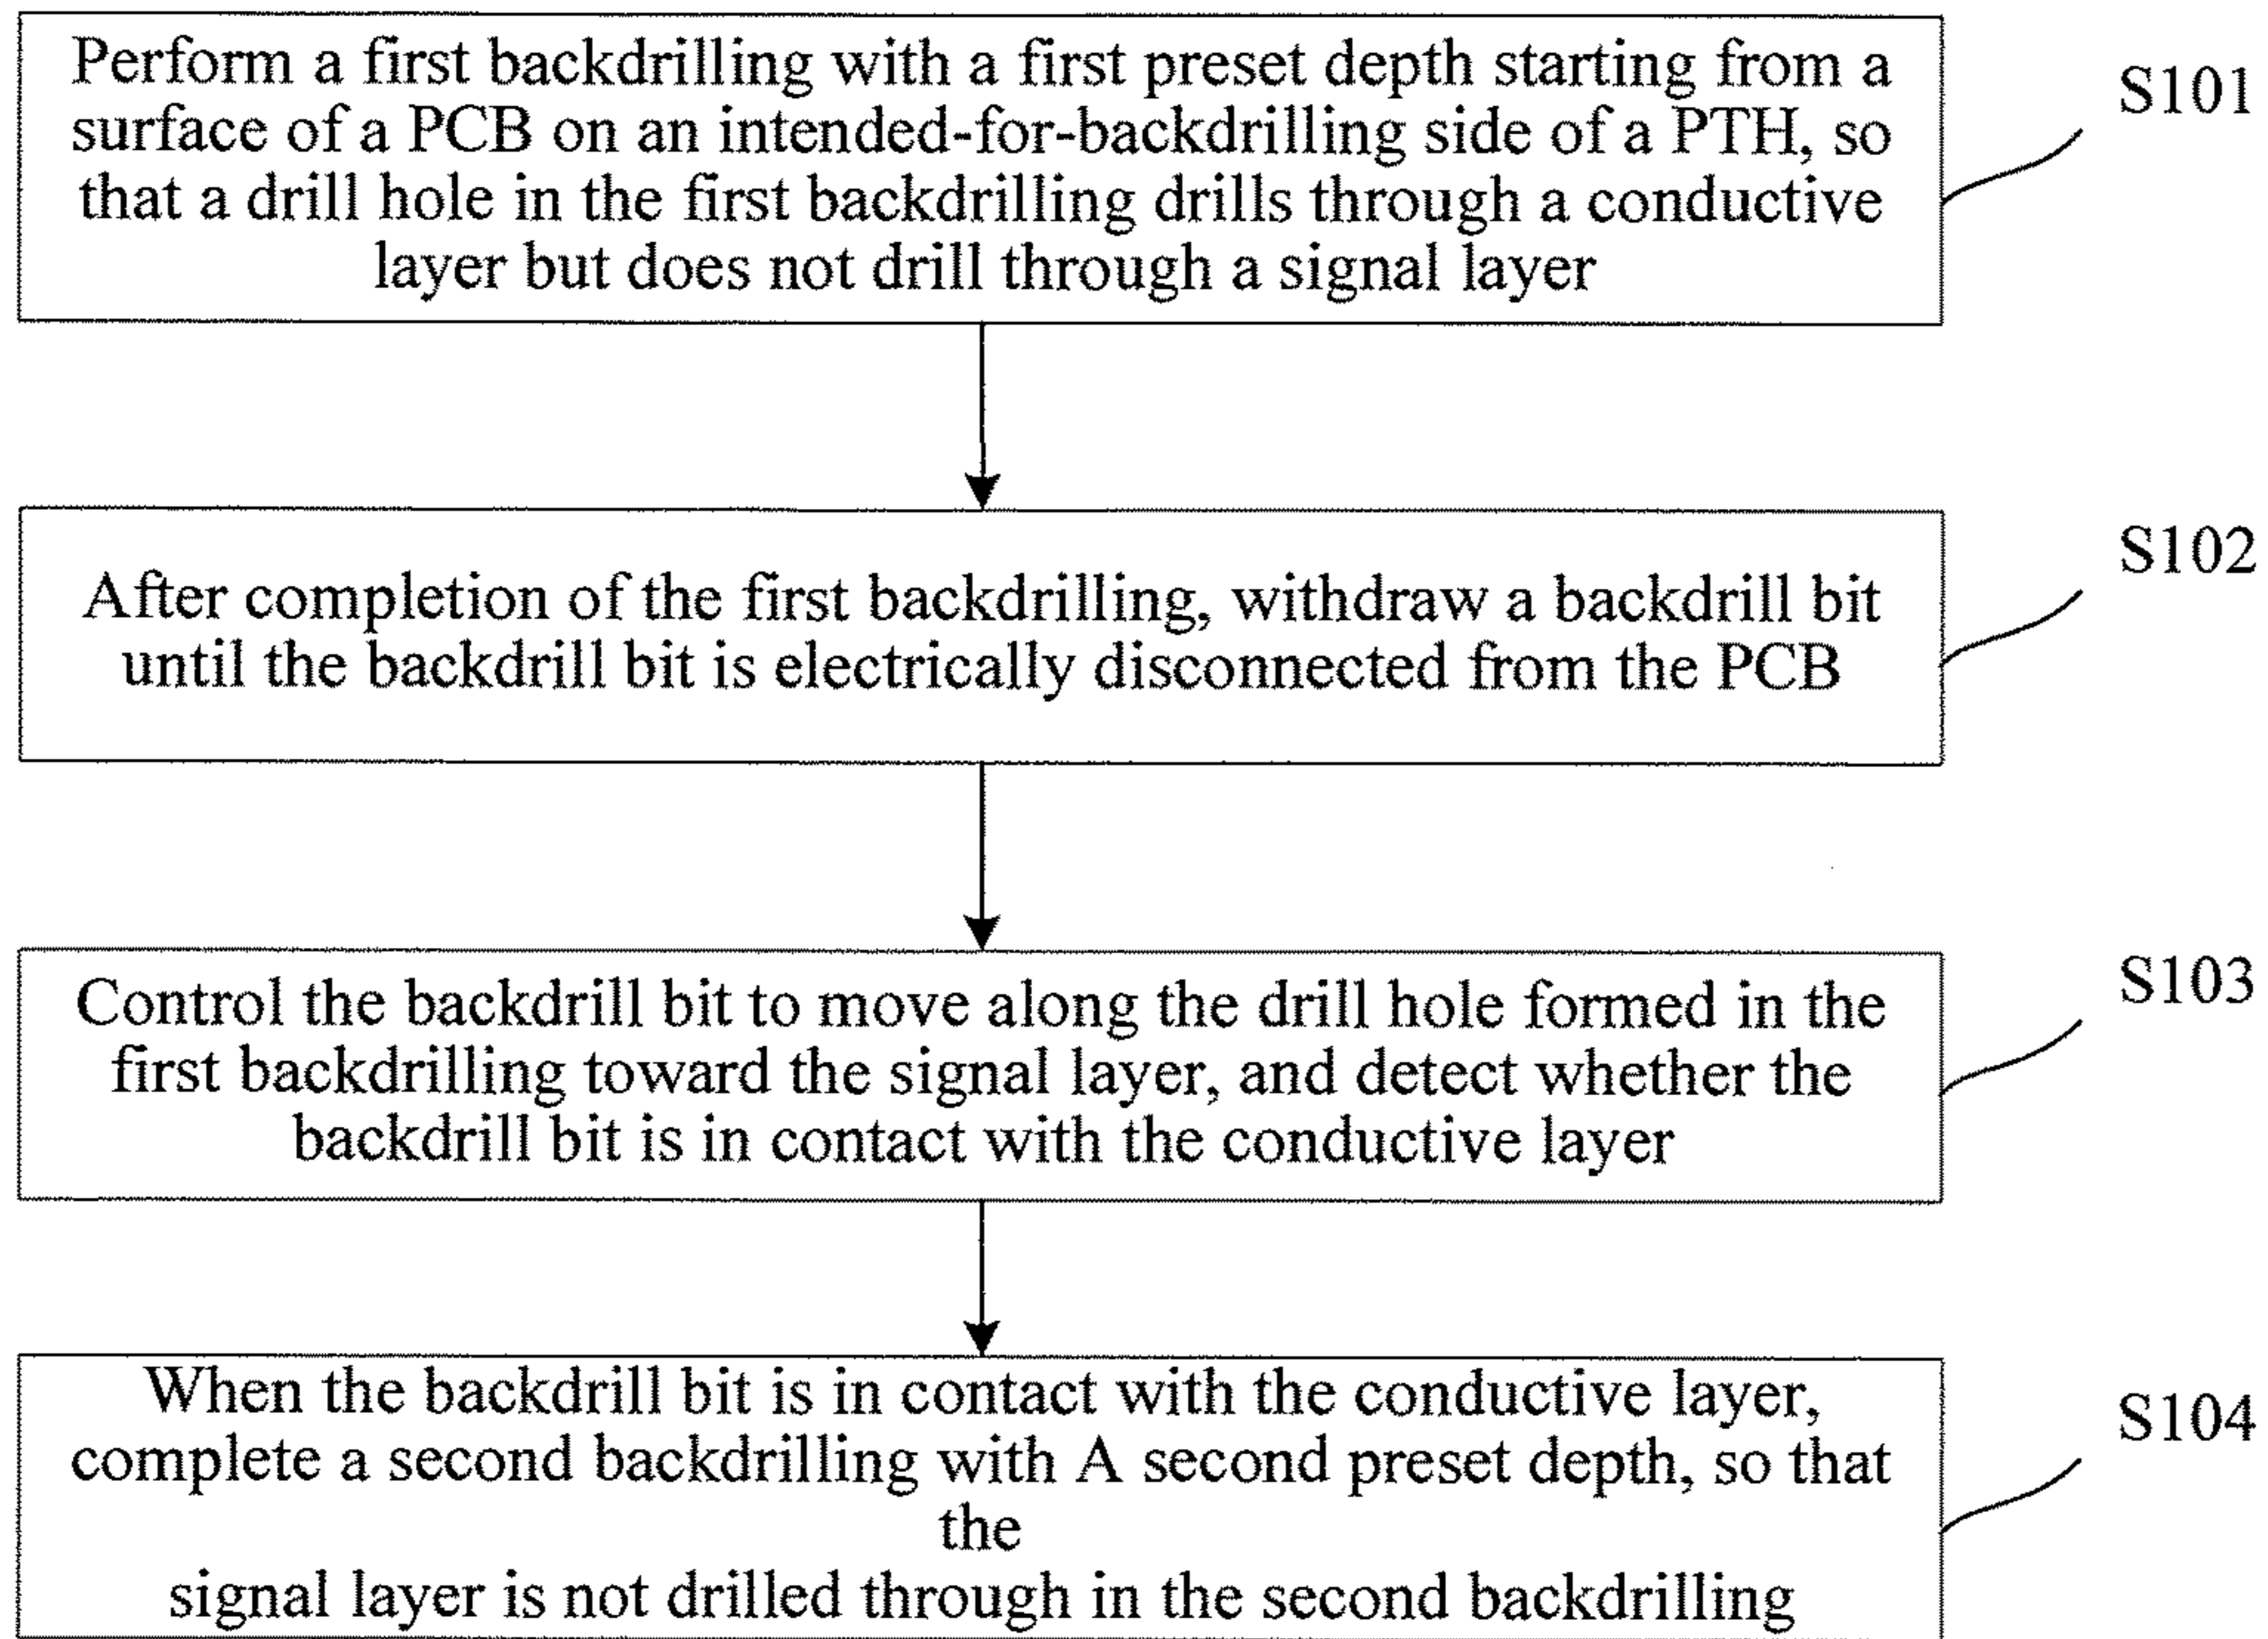 Perform a first backdrilling with a first preset depth starting from a
surface of a PCB on an intended-for-backdrilling side of a PTH, so
that a drill hole in the first backdrilling drills through a conductive
layer but does not drill through a signal layer
S101
After completion of the first backdrilling, withdraw a backdrill bit
until the backdrill bit is electrically disconnected from the PCB
S102
Control the backdrill bit to move along the drill hole formed in the
first backdrilling toward the signal layer, and detect whether the
backdrill bit is in contact with the conductive layer
S103
When the backdrill bit is in contact with the conductive layer,
complete a second backdrilling with A second preset depth, so that
the
signal layer is not drilled through in the second backdrilling
S104